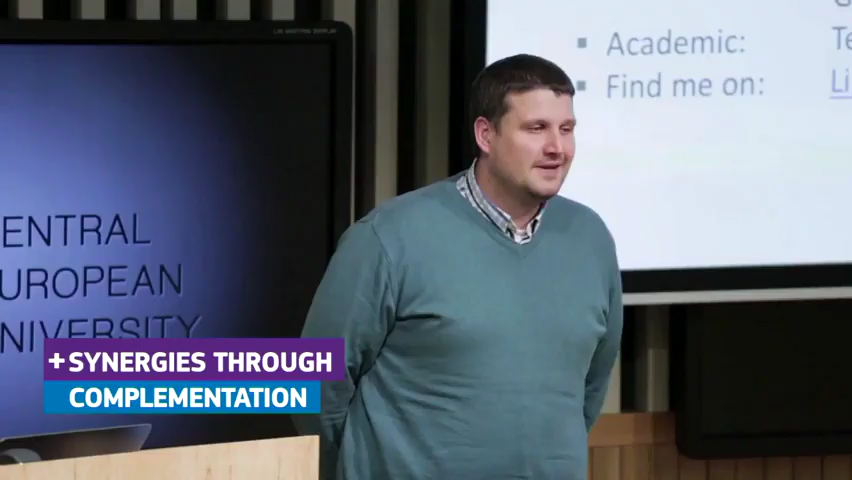 Academic:
Find me on:
ENTRAL
UROPEAN
NIVERSITY
+SYNERGIES THROUGH
COMPLEMENTATION